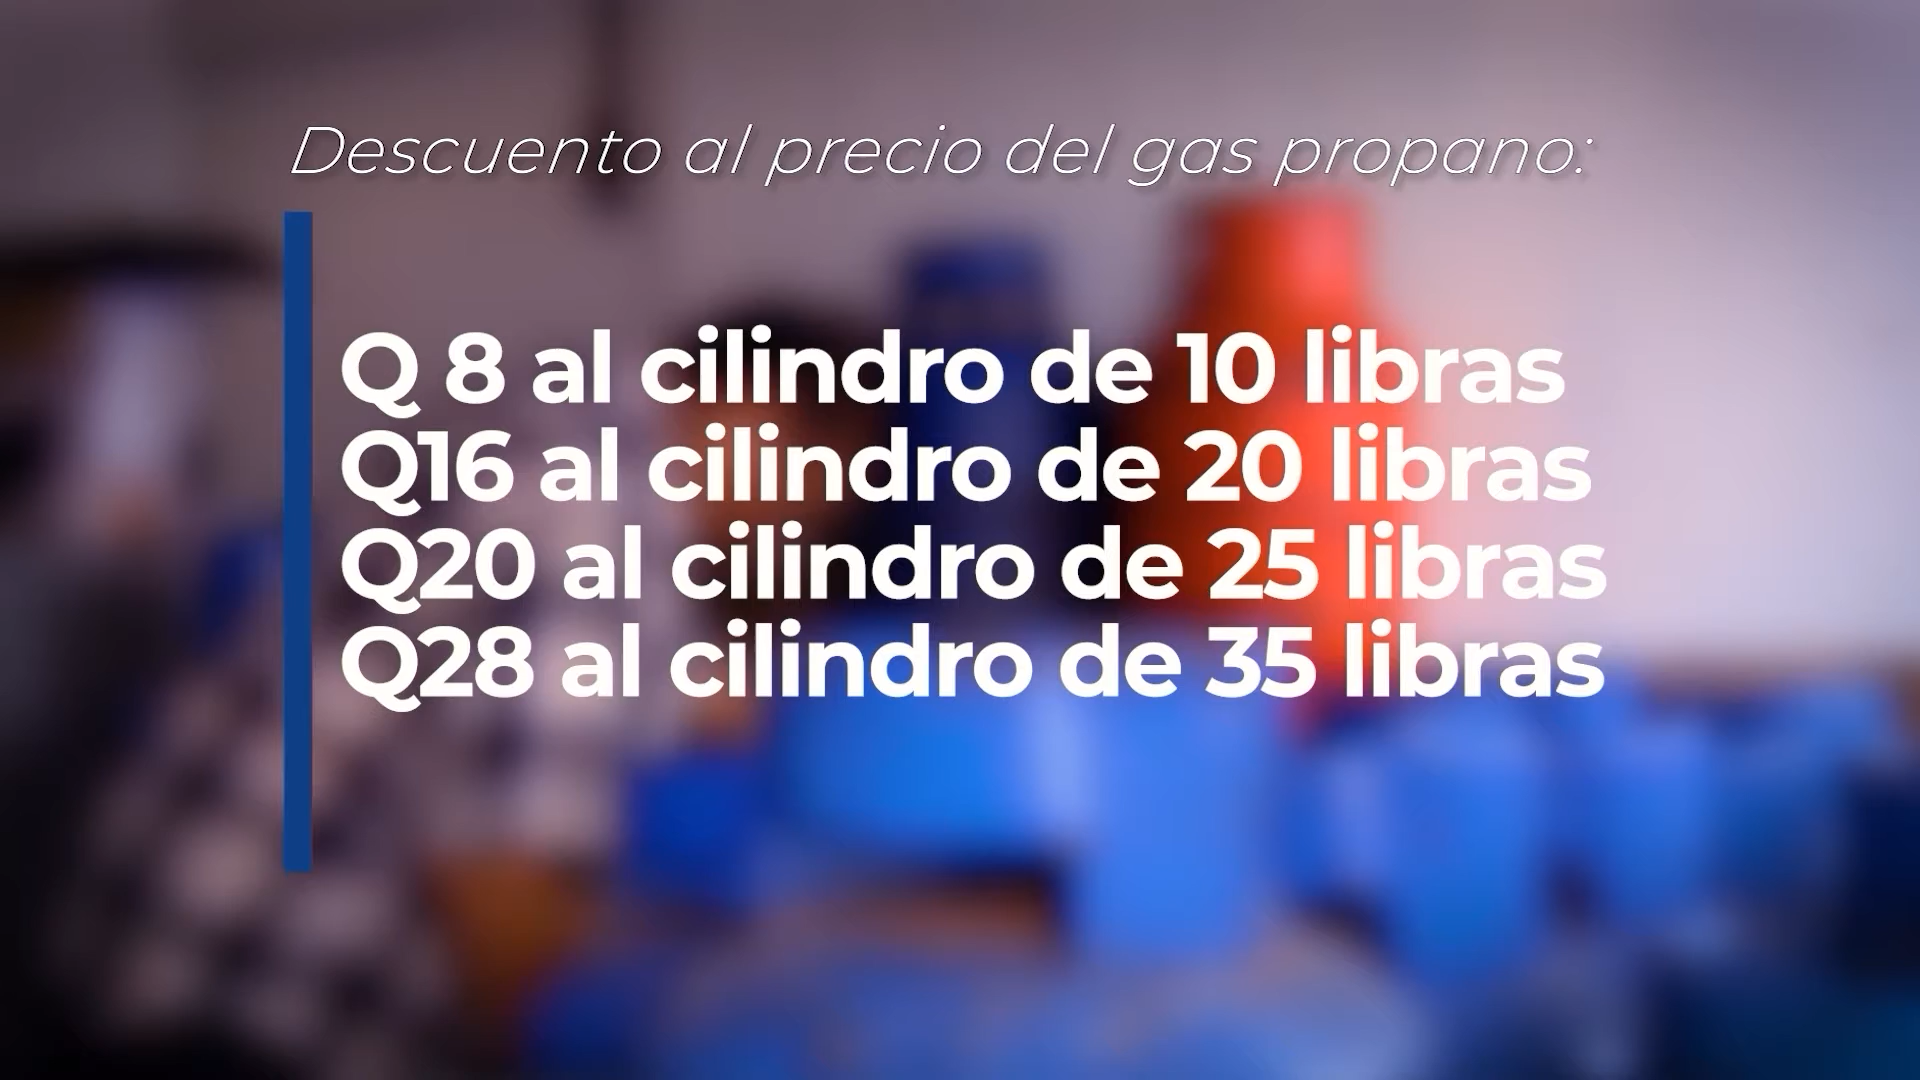 Descuento al precio del gas propano:
Q 8 al cilindro de 10 libras
Q16 al cilindro de 20 libras
Q20 al cilindro de 25 libras
Q28 al cilindro de 35 libras